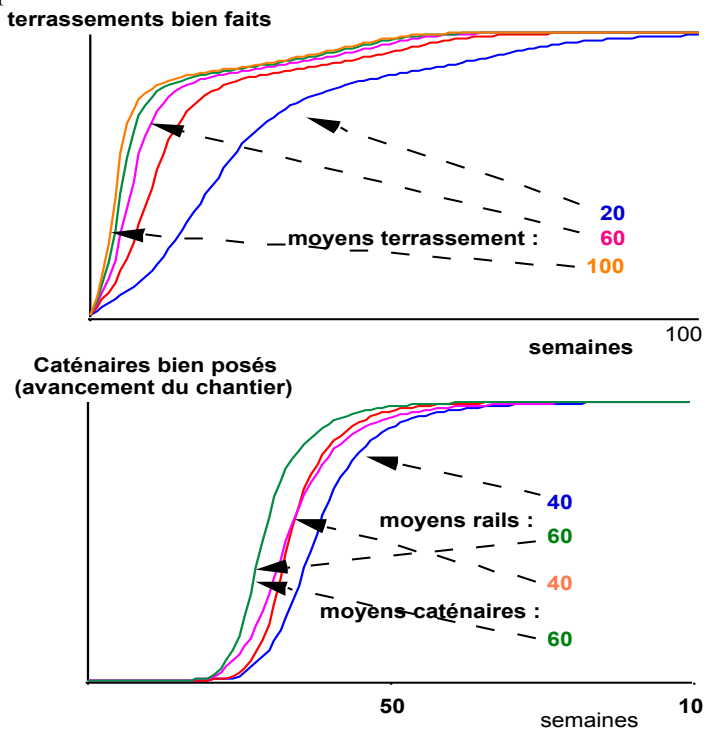 terrassements bien faits
20
moyens terrassement : 60
100
100
semaines
Caténaires bien posés
(avancement du chantier)
40
moyens rails :
60
40
moyens caténaires :
60
50
10
semaines